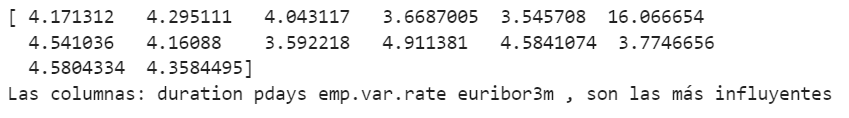 [ 4.171312 4.295111 4.043117 3.6687005 3.545708 16.066654
4.541036 4.16088 3.592218 4.911381 4.5841074 3.7746656
4.5804334 4.3584495]
Las columnas: duration pdays emp.var.rate euribor3m , son las más influyentes